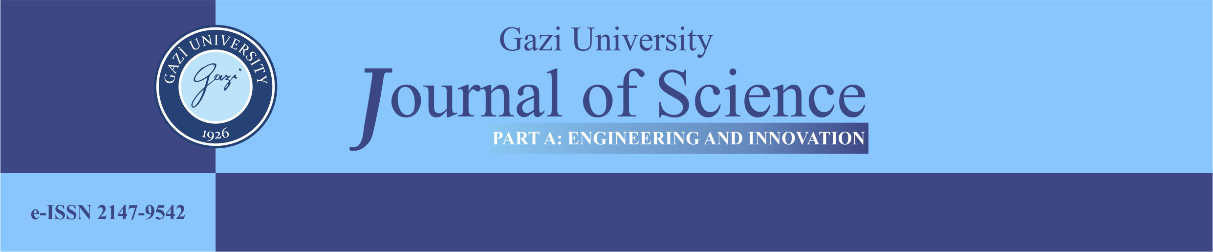 GAZİ UNIVERSITY
Gazi
1926
Gazi University
Journal of Science
PART A: ENGINEERING AND INNOVATION
e-ISSN 2147-9542